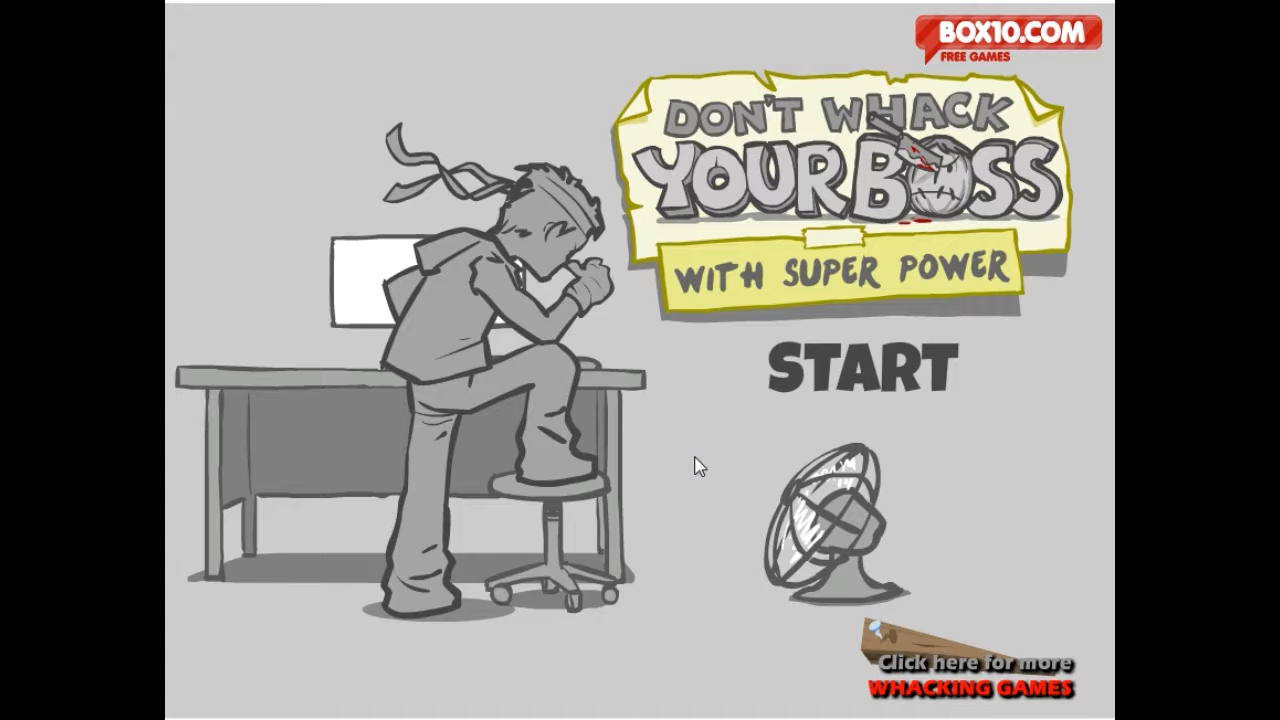 BOX10.COM
FREE GAMES
DON'T WHACK
YOUR BOSS
WITH SUPER POWER
START
Click here for more
WHACKING GAMES